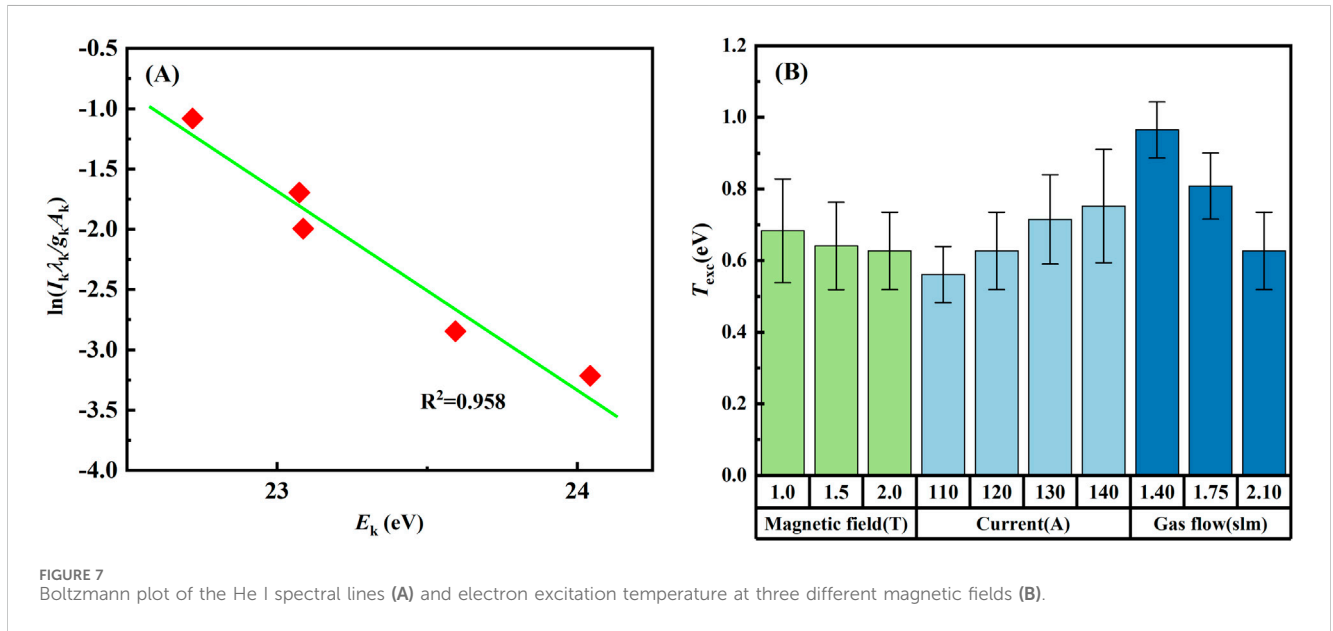 (A)
-0.5
-1.0
-1.5
-2.0
-2.5
-3.0
-3.5
-4.0
ln(I_kλ_k/g_kA_k)
R²=0.958
23 24
E_k (eV)
(B)
1.2
1.0
0.8
0.6
0.4
0.2
0.0
T_exc(eV)
1.0 1.5 2.0 110 120 130 140 1.40 1.75 2.10
Magnetic field(T) Current(A) Gas flow(slm)
FIGURE 7
Boltzmann plot of the He I spectral lines (A) and electron excitation temperature at three different magnetic fields (B).